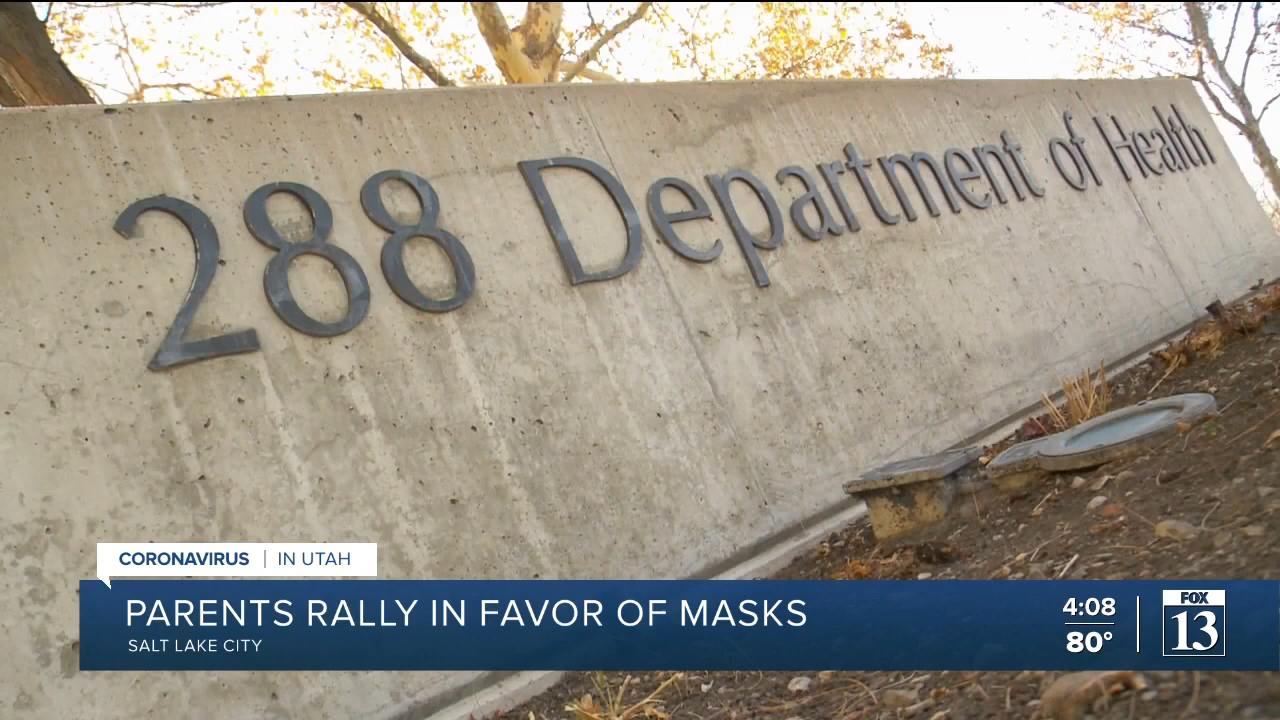 288 Department of Health
CORONAVIRUS | IN UTAH
PARENTS RALLY IN FAVOR OF MASKS
SALT LAKE CITY
4:08
80°
FOX
13